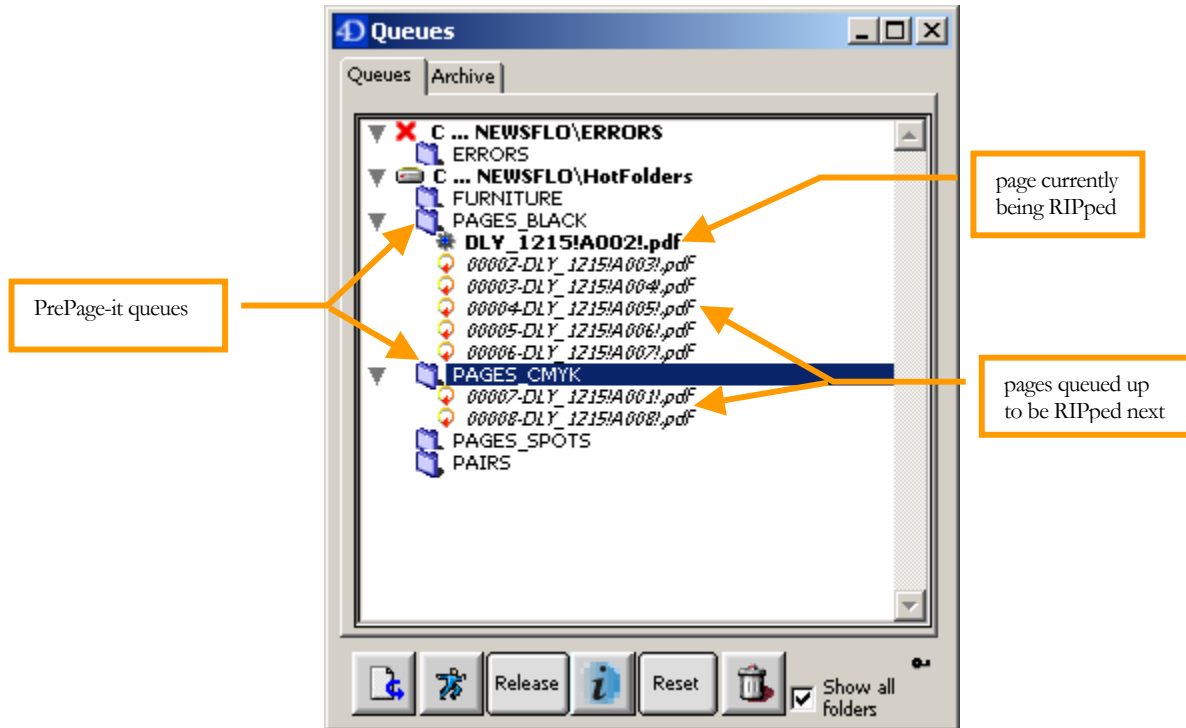 4D Queues
Queues
Archive
C ... NEWSFLO\ERRORS
ERRORS
C ... NEWSFLO\HotFolders
FURNITURE
PAGES_BLACK
DLY_1215!A002!.pdf
00002-DLY_1215!A003!.pdf
00003-DLY_1215!A004!.pdf
00004-DLY_1215!A005!.pdf
00005-DLY_1215!A006!.pdf
00006-DLY_1215!A007!.pdf
PAGES_CMYK
00007-DLY_1215!A001!.pdf
00008-DLY_1215!A008!.pdf
PAGES_SPOTS
PAIRS
page currently
being RIPped
PrePage-it queues
pages queued up
to be RIPped next
Release
i
Reset
Show all
folders